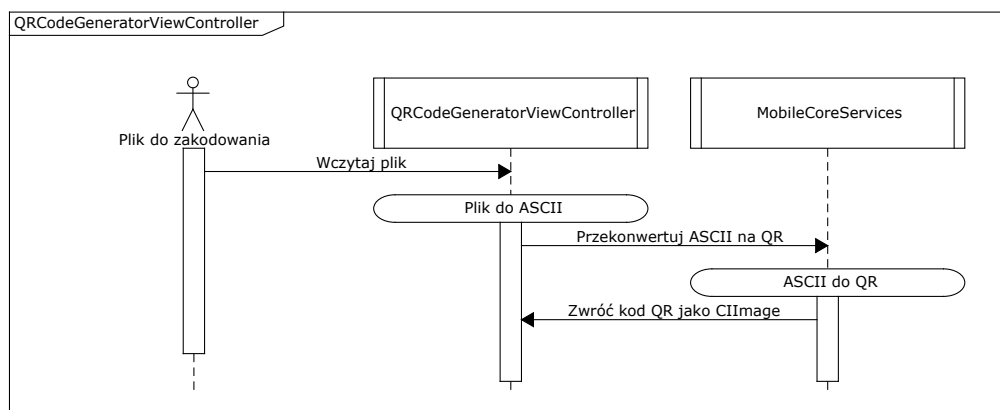 QRCodeGeneratorViewController
QRCodeGeneratorViewController
MobileCoreServices
Plik do zakodowania
Wczytaj plik
Plik do ASCII
Przekonwertuj ASCII na QR
ASCII do QR
Zwróć kod QR jako CIImage